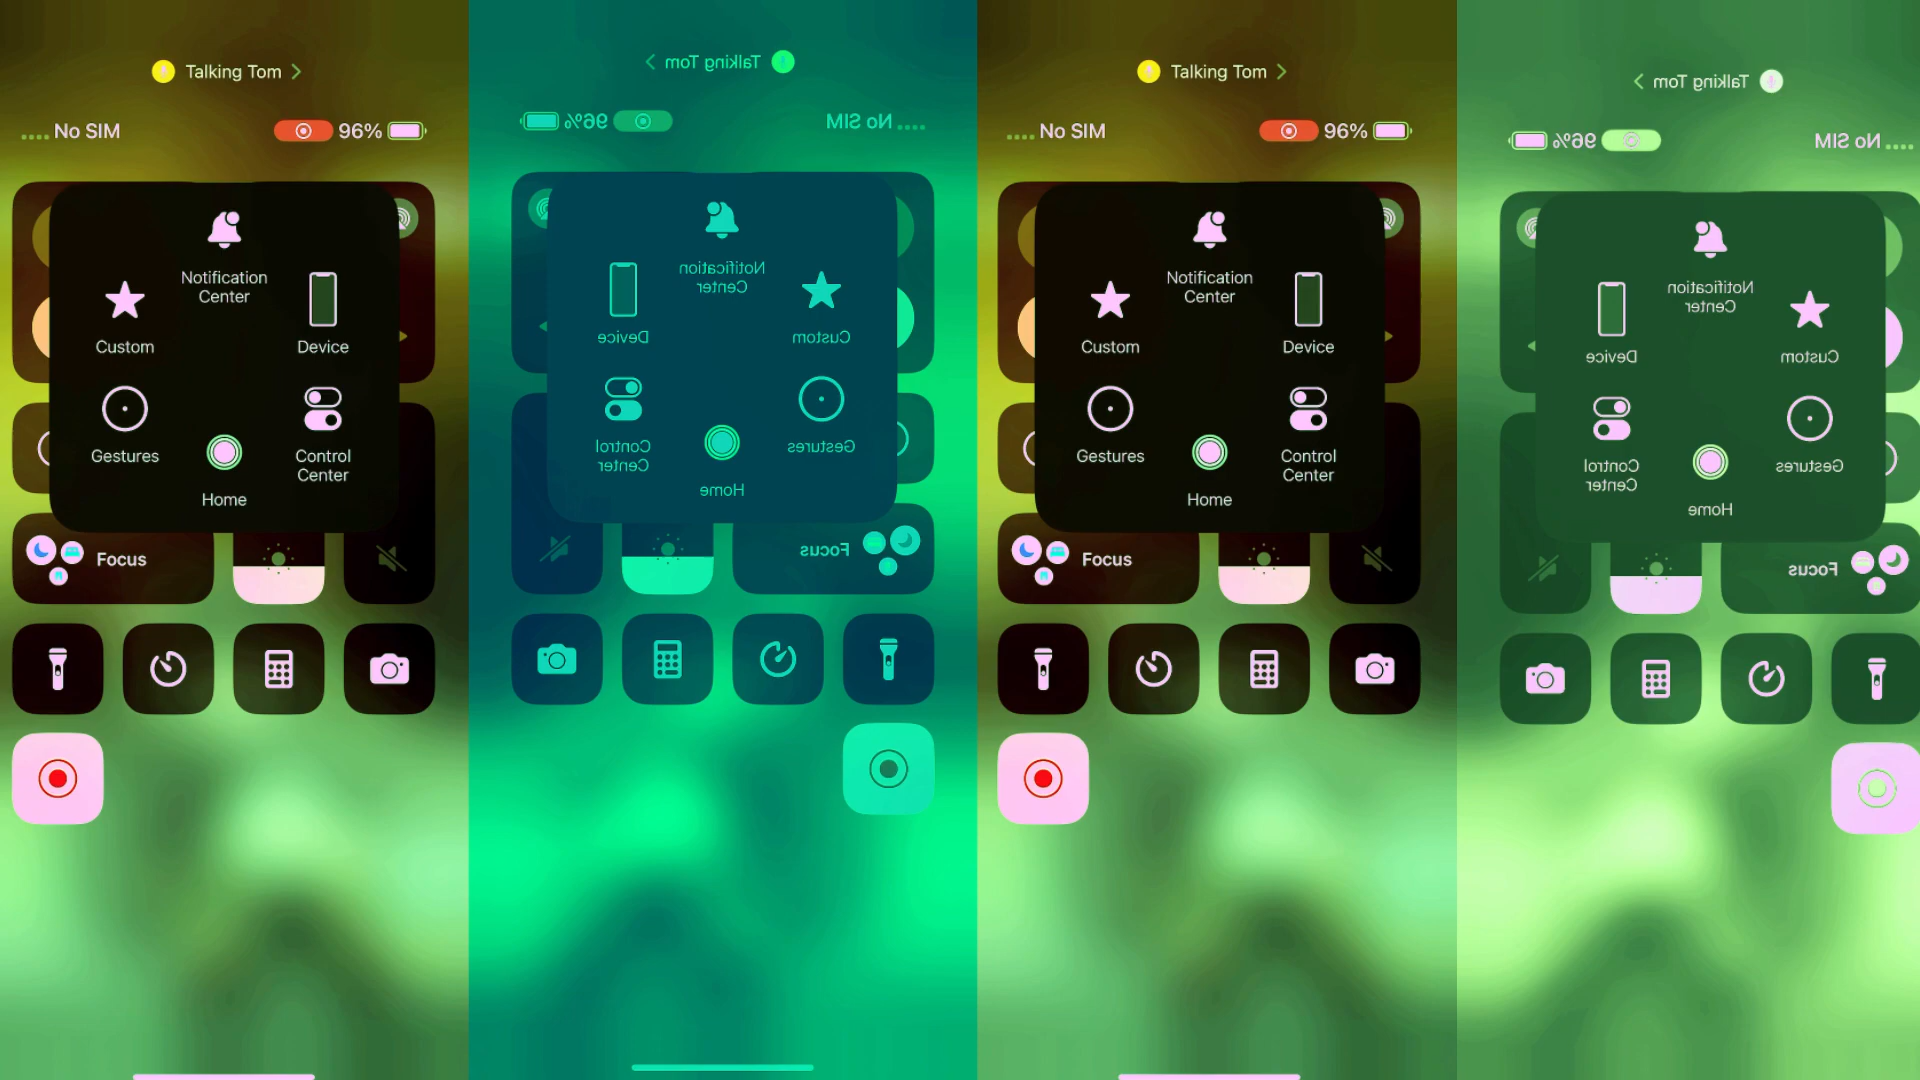 Talking Tom
No SIM 96%
Notification
Center
Custom
Device
Gestures
Control
Center
Home
Focus
Talking Tom
96% No SIM
Notification
Center
Device
Custom
Control
Center
Gestures
Home
Focus
Talking Tom
No SIM 96%
Notification
Center
Custom
Device
Gestures
Control
Center
Home
Focus
Talking Tom
96% No SIM
Notification
Center
Device
Custom
Control
Center
Gestures
Home
Focus